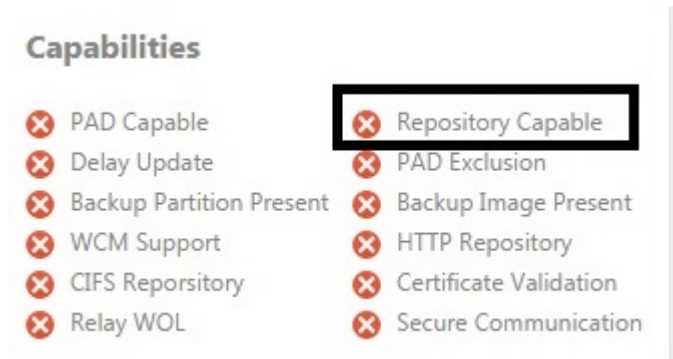 Capabilities
PAD Capable
Repository Capable
Delay Update
PAD Exclusion
Backup Partition Present
Backup Image Present
WCM Support
HTTP Repository
CIFS Reporsitory
Certificate Validation
Relay WOL
Secure Communication